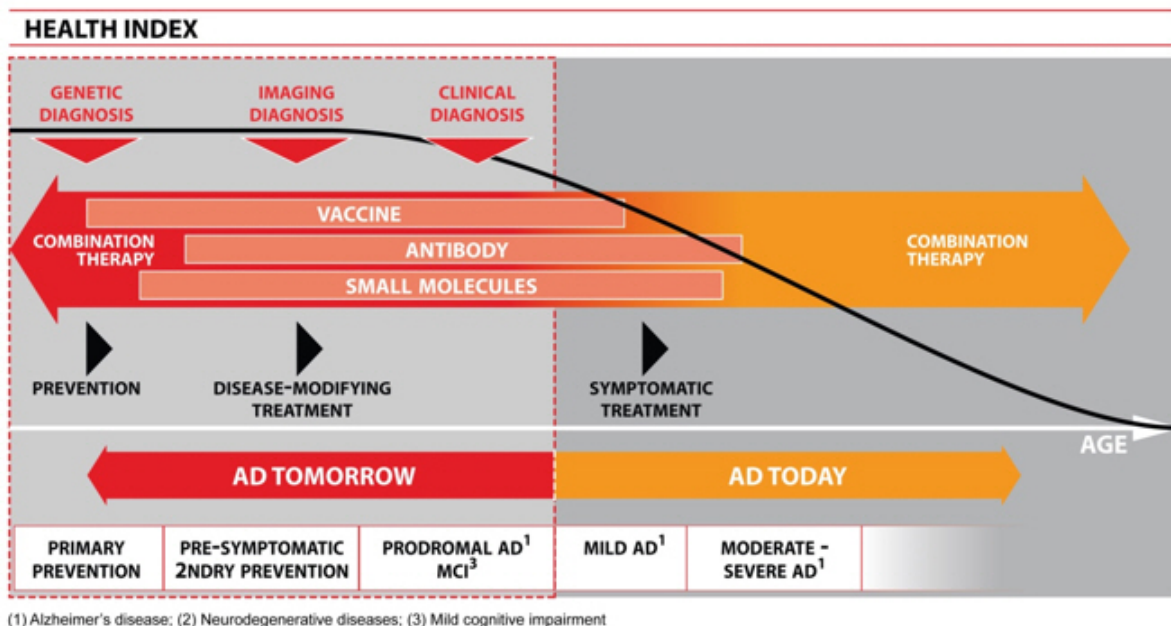 HEALTH INDEX
GENETIC
DIAGNOSIS
IMAGING
DIAGNOSIS
CLINICAL
DIAGNOSIS
VACCINE
COMBINATION
THERAPY
ANTIBODY
COMBINATION
THERAPY
SMALL MOLECULES
PREVENTION
DISEASE-MODIFYING
TREATMENT
SYMPTOMATIC
TREATMENT
AGE
AD TOMORROW
AD TODAY
PRIMARY
PREVENTION
PRE-SYMPTOMATIC
2NDRY PREVENTION
PRODROMAL AD¹
MCI³
MILD AD¹
MODERATE -
SEVERE AD¹
(1) Alzheimer's disease; (2) Neurodegenerative diseases; (3) Mild cognitive impairment